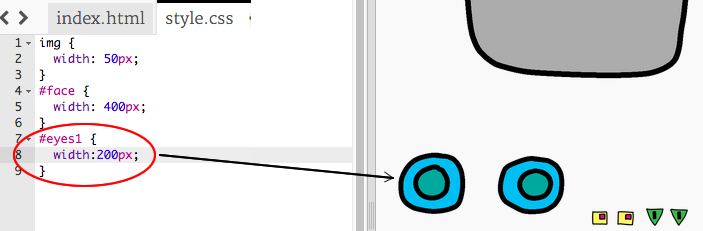 index.html style.css
1 img {
2 width: 50px;
3 }
4 #face {
5 width: 400px;
6 }
7 #eyes1 {
8 width:200px;
9 }